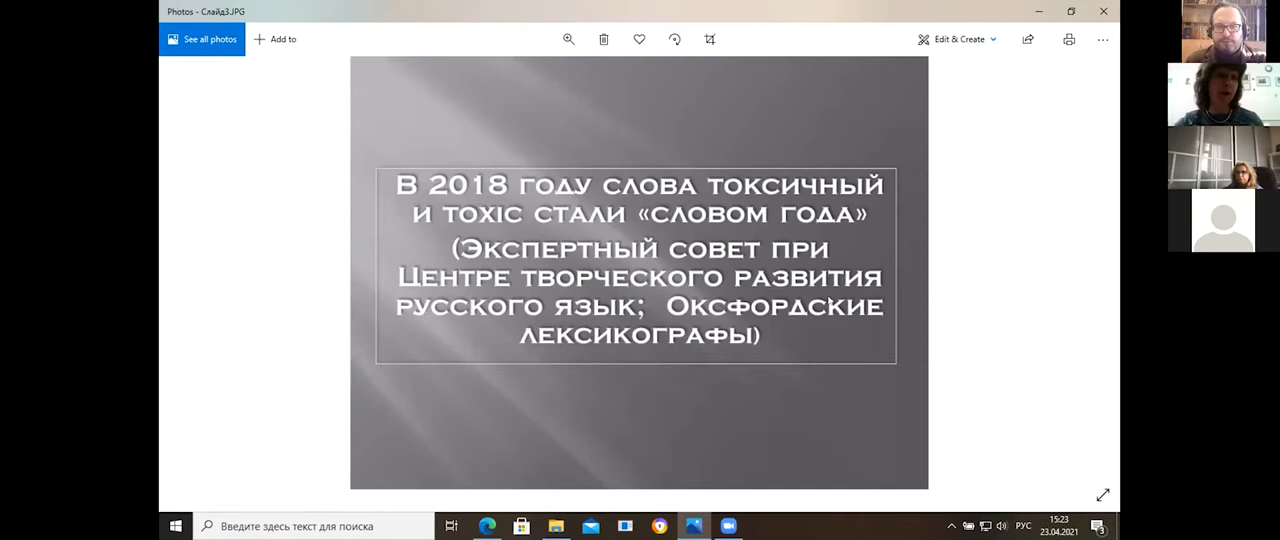 Photos - Слайд3.JPG
See all photos
Add to
Edit & Create
В 2018 году слова токсичный
и toxic стали «словом года»
(Экспертный совет при
Центре творческого развития
русского язык; Оксфордские
лексикографы)
Введите здесь текст для поиска
РУС
15:23
23.04.2021
3